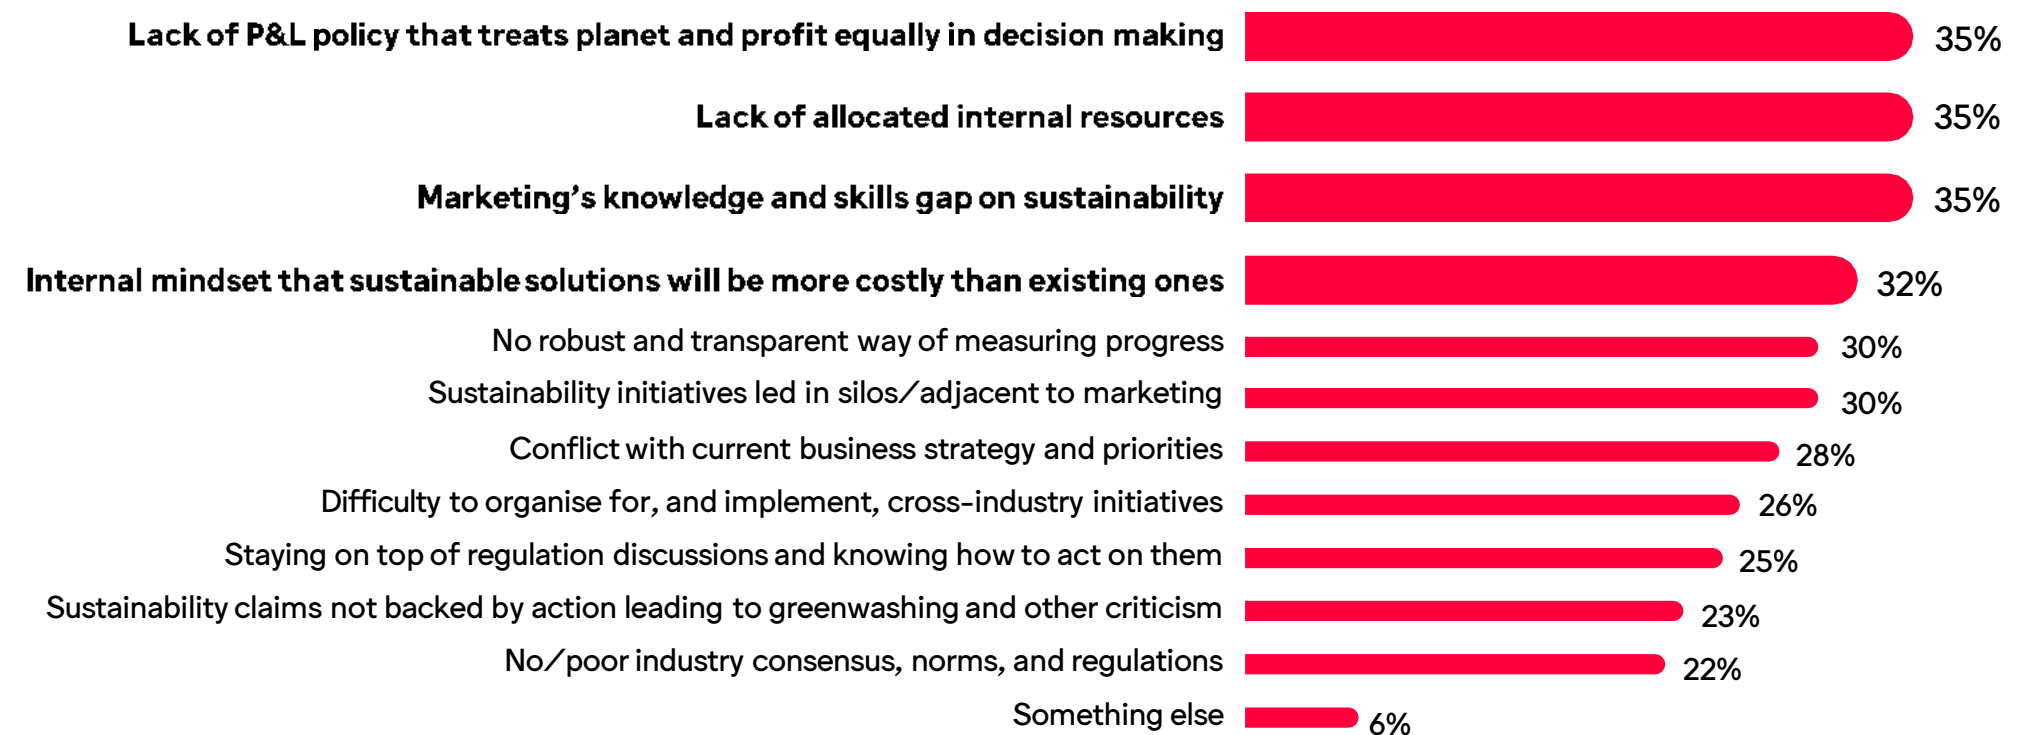 Lack of P&L policy that treats planet and profit equally in decision making 35%
Lack of allocated internal resources 35%
Marketing's knowledge and skills gap on sustainability 35%
Internal mindset that sustainable solutions will be more costly than existing ones 32%
No robust and transparent way of measuring progress 30%
Sustainability initiatives led in silos/adjacent to marketing 30%
Conflict with current business strategy and priorities 28%
Difficulty to organise for, and implement, cross-industry initiatives 26%
Staying on top of regulation discussions and knowing how to act on them 25%
Sustainability claims not backed by action leading to greenwashing and other criticism 23%
No/poor industry consensus, norms, and regulations 22%
Something else 6%